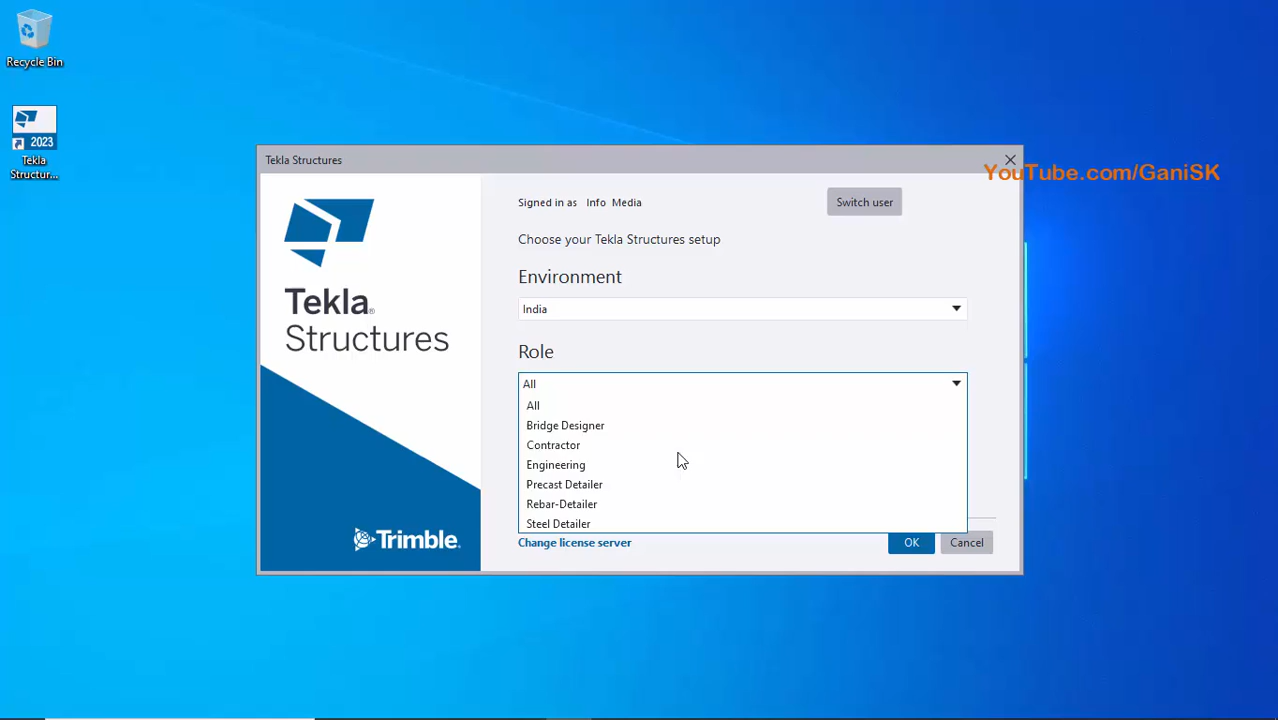 Recycle Bin
2023
Tekla
Structur...
Tekla Structures
YouTube.com/GaniSK
Signed in as Info Media
Switch user
Choose your Tekla Structures setup
Environment
India
Tekla®
Structures
Role
All
All
Bridge Designer
Contractor
Engineering
Precast Detailer
Rebar-Detailer
Steel Detailer
Trimble.
Change license server
OK
Cancel